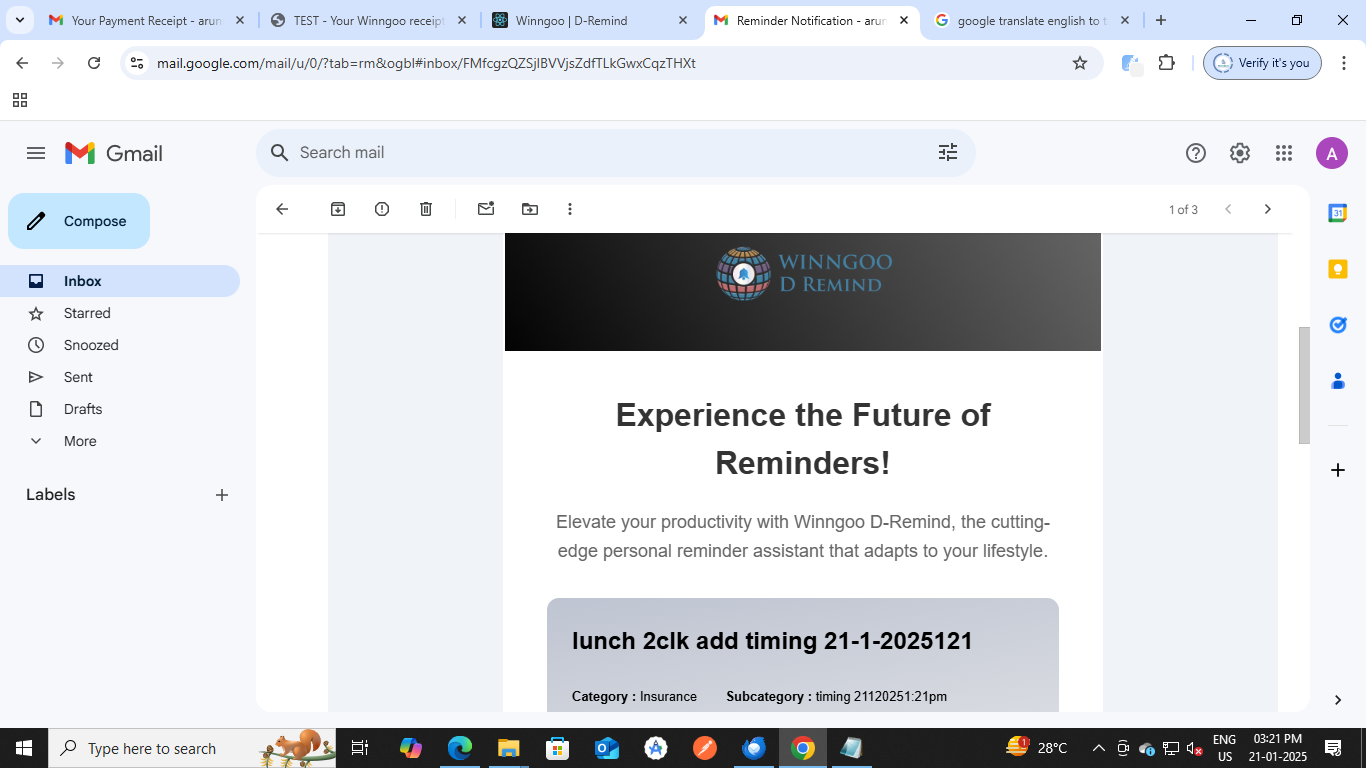 Your Payment Receipt - arun
TEST - Your Winngoo receipt
Winngoo | D-Remind
Reminder Notification - arun
google translate english to t
mail.google.com/mail/u/0/?tab=rm&ogbl#inbox/FMfcgzQZSjlBVVjsZdfTLkGwxCqzTHXt
Verify it's you
Gmail
Search mail
A
Compose
1 of 3
31
Inbox
Starred
Snoozed
Sent
Drafts
More
Labels
WINNGOO
D REMIND
Experience the Future of
Reminders!
Elevate your productivity with Winngoo D-Remind, the cutting-
edge personal reminder assistant that adapts to your lifestyle.
lunch 2clk add timing 21-1-2025121
Category : Insurance Subcategory : timing 21120251:21pm
Type here to search
1
28°C
ENG
US
03:21 PM
21-01-2025